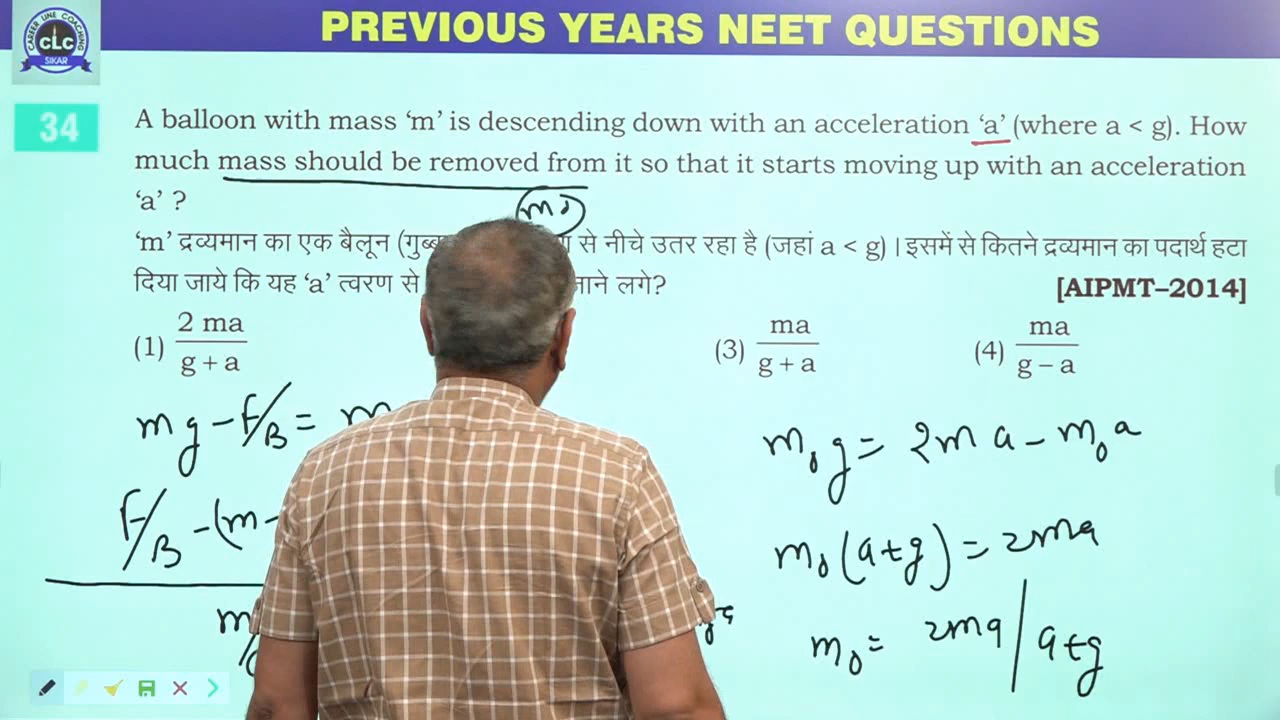 PREVIOUS YEARS NEET QUESTIONS
CAREER LINE COACHING
CLC
SIKAR
34
A balloon with mass ‘m’ is descending down with an acceleration ‘a’ (where a < g). How
much mass should be removed from it so that it starts moving up with an acceleration
‘a’ ?
m₀
‘m’ द्रव्यमान का एक बैलून से नीचे उतर रहा है (जहां a < g) । इसमें से कितने द्रव्यमान का पदार्थ हटा
दिया जाये कि यह ‘a’ त्वरण से लगे?
[AIPMT–2014]
(1) 2 ma / g + a
(3) ma / g + a
(4) ma / g – a
mg - F/B = m
m₀g = 2ma - m₀a
F/B - (m -
m₀(a+g) = 2ma
m₀ = 2ma / a+g